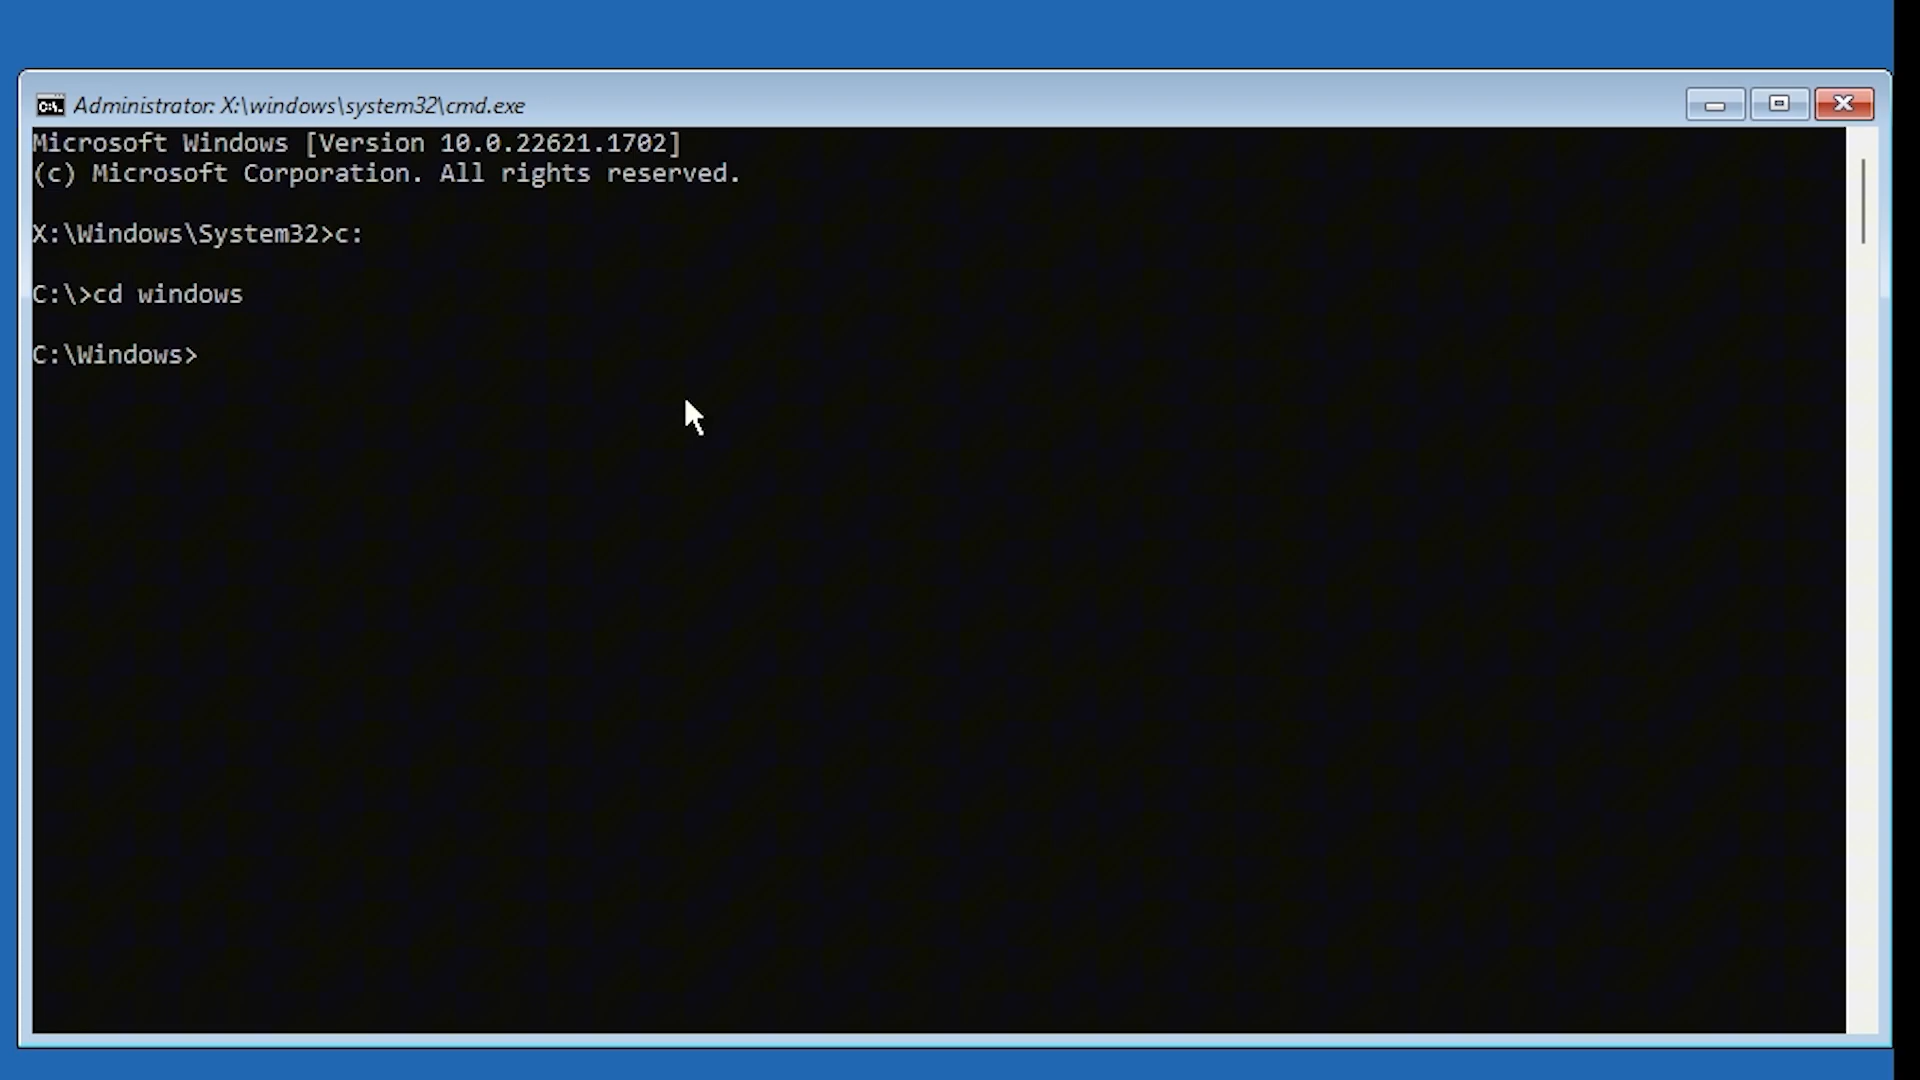 Administrator: X:\windows\system32\cmd.exe
Microsoft Windows [Version 10.0.22621.1702]
(c) Microsoft Corporation. All rights reserved.
X:\Windows\System32>c:
C:\>cd windows
C:\Windows>